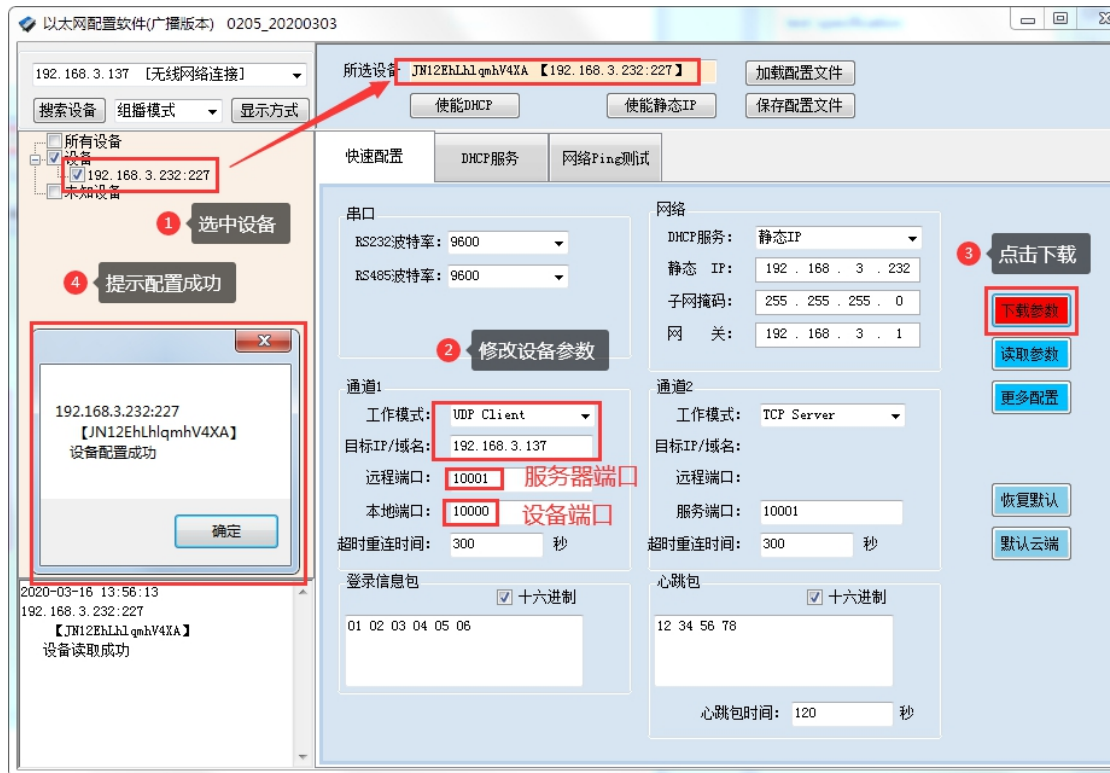 以太网配置软件(广播版本) 0205_20200303
192.168.3.137 [无线网络连接]
搜索设备 组播模式 显示方式
所选设备 JN12EhLhlqmhV4XA 【192.168.3.232:227】 加载配置文件
使能DHCP 使能静态IP 保存配置文件
所有设备
设备
192.168.3.232:227
未知设备
1 选中设备
4 提示配置成功
192.168.3.232:227
【JN12EhLhlqmhV4XA】
设备配置成功
确定
2020-03-16 13:56:13
192.168.3.232:227
【JN12EhLhlqmhV4XA】
设备读取成功
快速配置 DHCP服务 网络Ping测试
串口
RS232波特率: 9600
RS485波特率: 9600
网络
DHCP服务: 静态IP
静态 IP: 192 . 168 . 3 . 232
子网掩码: 255 . 255 . 255 . 0
网 关: 192 . 168 . 3 . 1
2 修改设备参数
通道1
工作模式: UDP Client
目标IP/域名: 192.168.3.137
远程端口: 10001 服务器端口
本地端口: 10000 设备端口
超时重连时间: 300 秒
通道2
工作模式: TCP Server
目标IP/域名:
远程端口:
服务端口: 10001
超时重连时间: 300 秒
登录信息包
十六进制
01 02 03 04 05 06
心跳包
十六进制
12 34 56 78
心跳包时间: 120 秒
3 点击下载
下载参数
读取参数
更多配置
恢复默认
默认云端